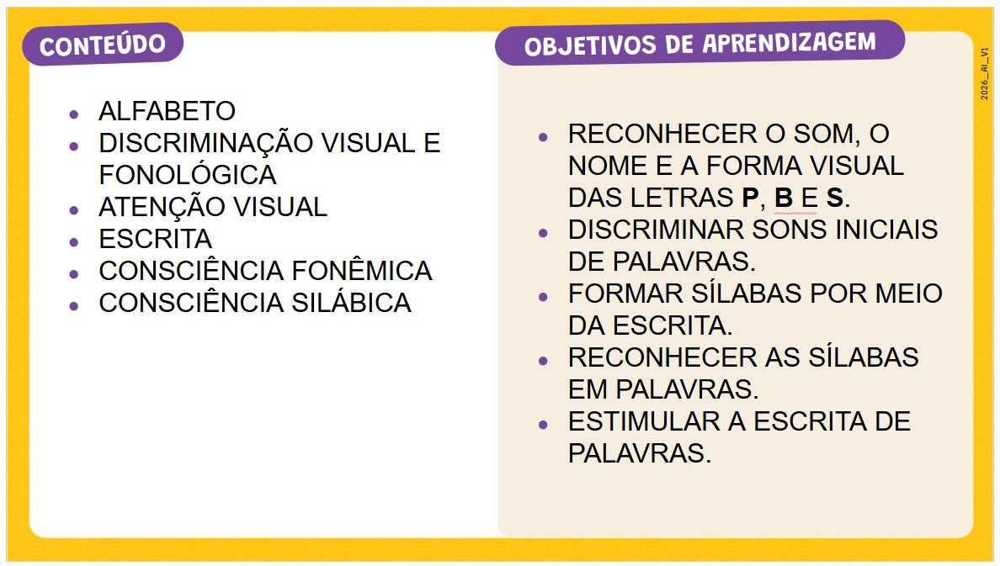 CONTEÚDO
• ALFABETO
• DISCRIMINAÇÃO VISUAL E
FONOLÓGICA
• ATENÇÃO VISUAL
• ESCRITA
• CONSCIÊNCIA FONÊMICA
• CONSCIÊNCIA SILÁBICA
OBJETIVOS DE APRENDIZAGEM
• RECONHECER O SOM, O
NOME E A FORMA VISUAL
DAS LETRAS P, B E S.
• DISCRIMINAR SONS INICIAIS
DE PALAVRAS.
• FORMAR SÍLABAS POR MEIO
DA ESCRITA.
• RECONHECER AS SÍLABAS
EM PALAVRAS.
• ESTIMULAR A ESCRITA DE
PALAVRAS.
2026_AI_V1